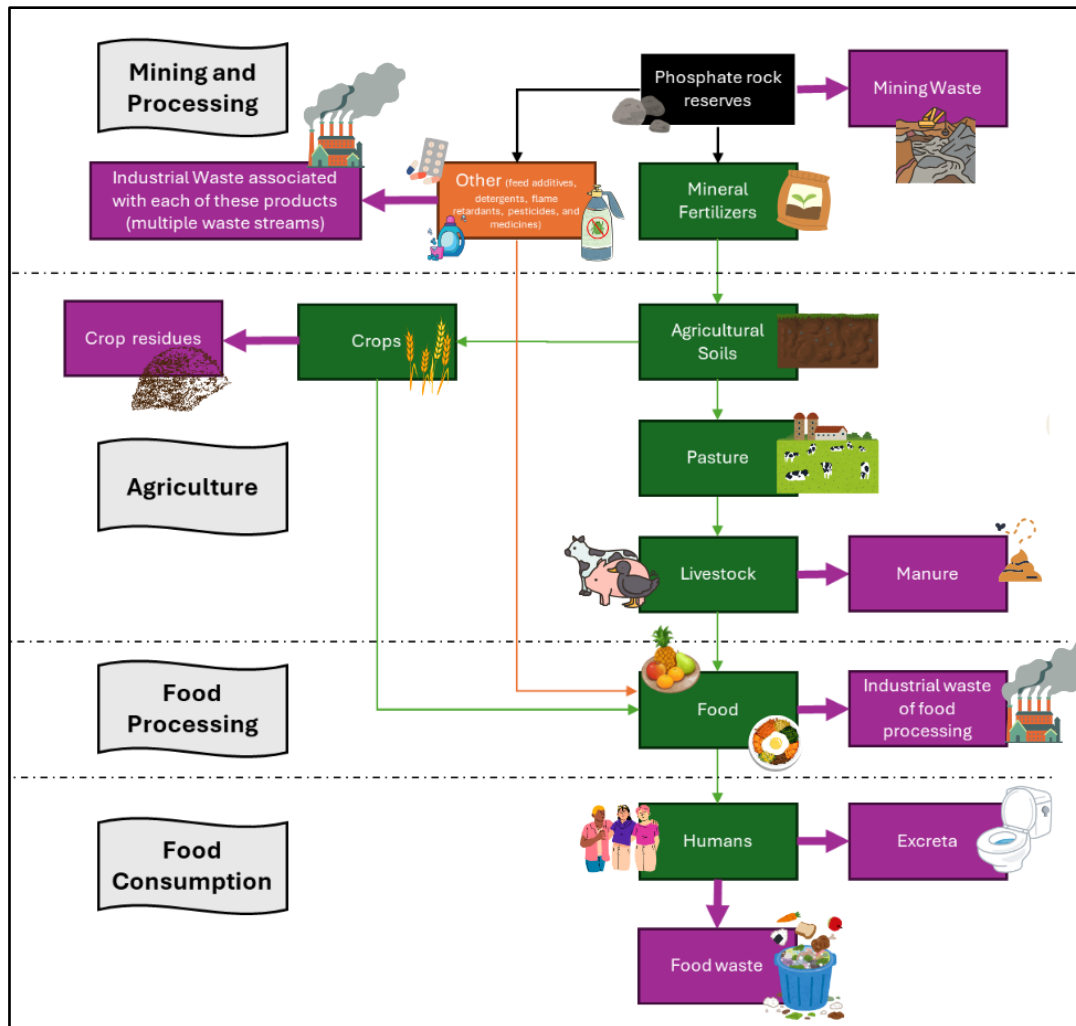 Mining and
Processing
Phosphate rock
reserves
Mining Waste
Industrial Waste associated
with each of these products
(multiple waste streams)
Other (feed additives,
detergents, flame
retardants, pesticides, and
medicines)
Mineral
Fertilizers
Crop residues
Crops
Agricultural
Soils
Agriculture
Pasture
Livestock
Manure
Food
Processing
Food
Industrial waste
of food
processing
Food
Consumption
Humans
Excreta
Food waste